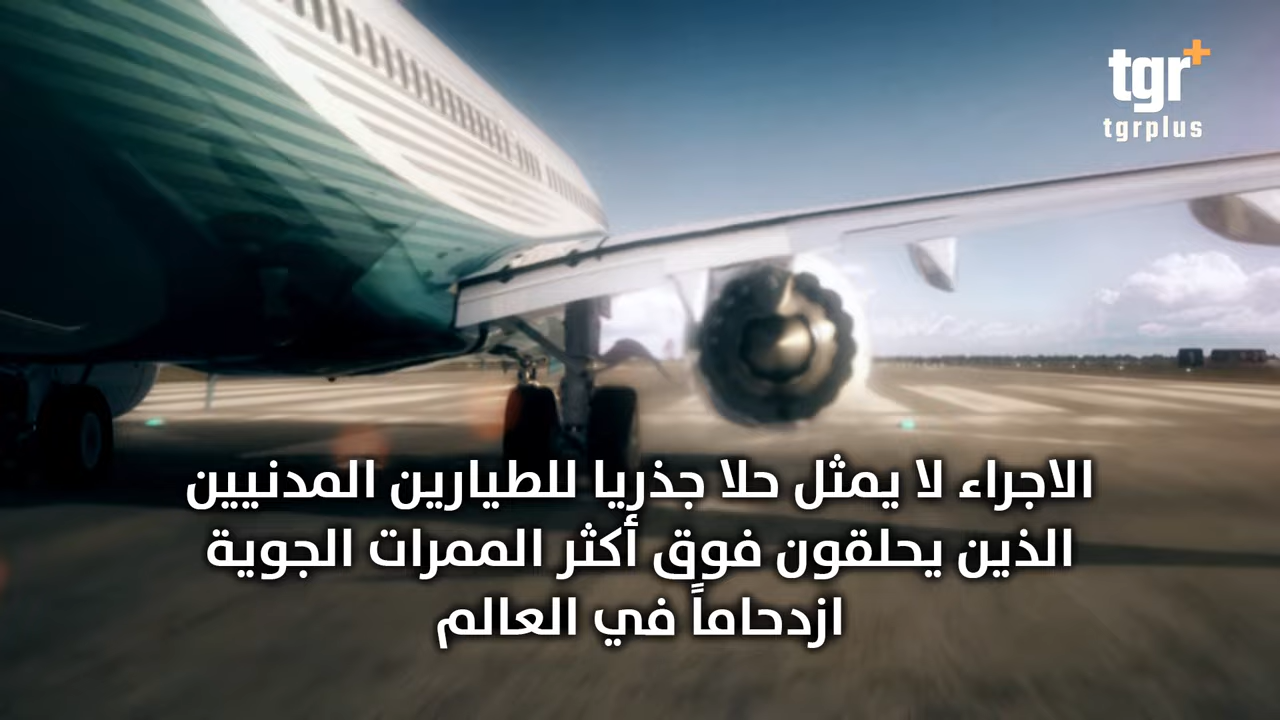 tgr+
tgrplus
الاجراء لا يمثل حلا جذريا للطيارين المدنيين
الذين يحلقون فوق أكثر الممرات الجوية
ازدحاماً في العالم